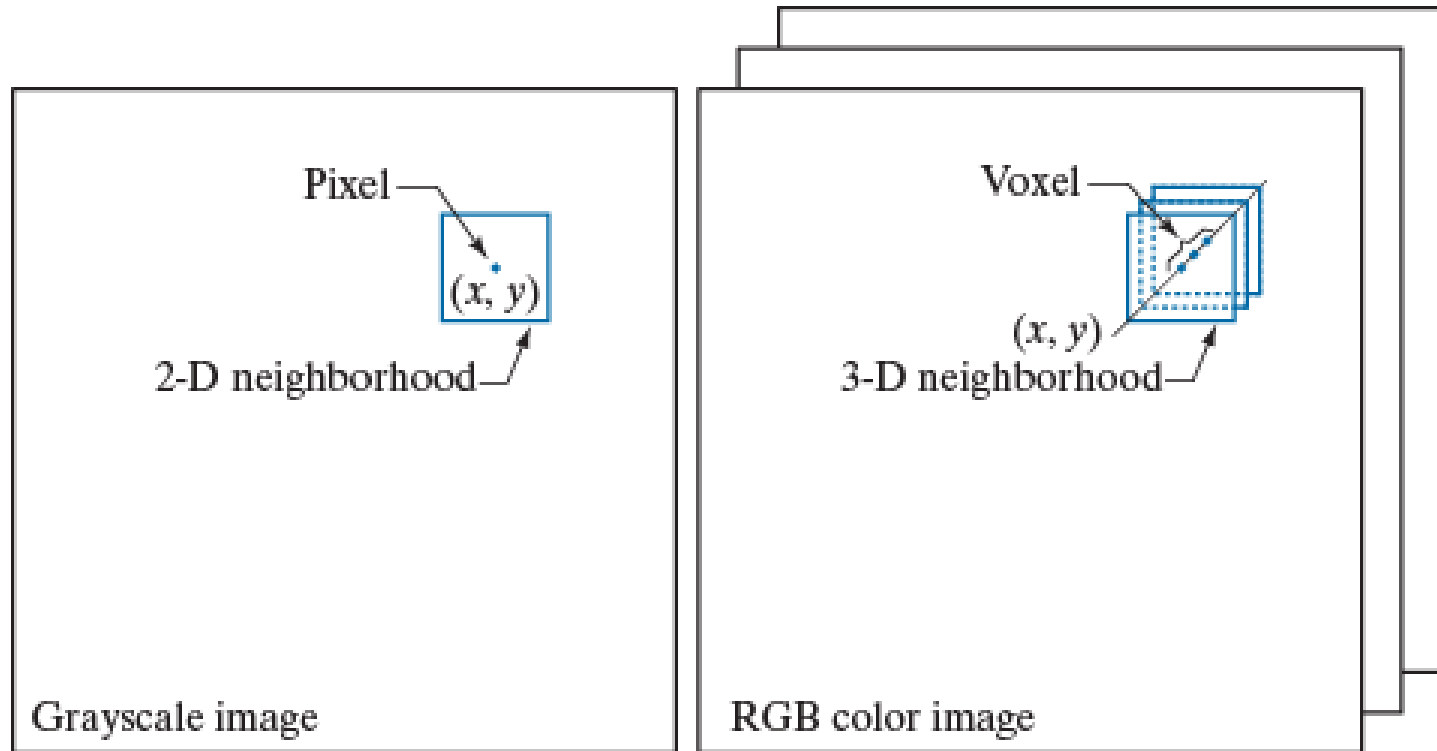 Pixel
(x, y)
2-D neighborhood
Grayscale image
Voxel
(x, y)
3-D neighborhood
RGB color image